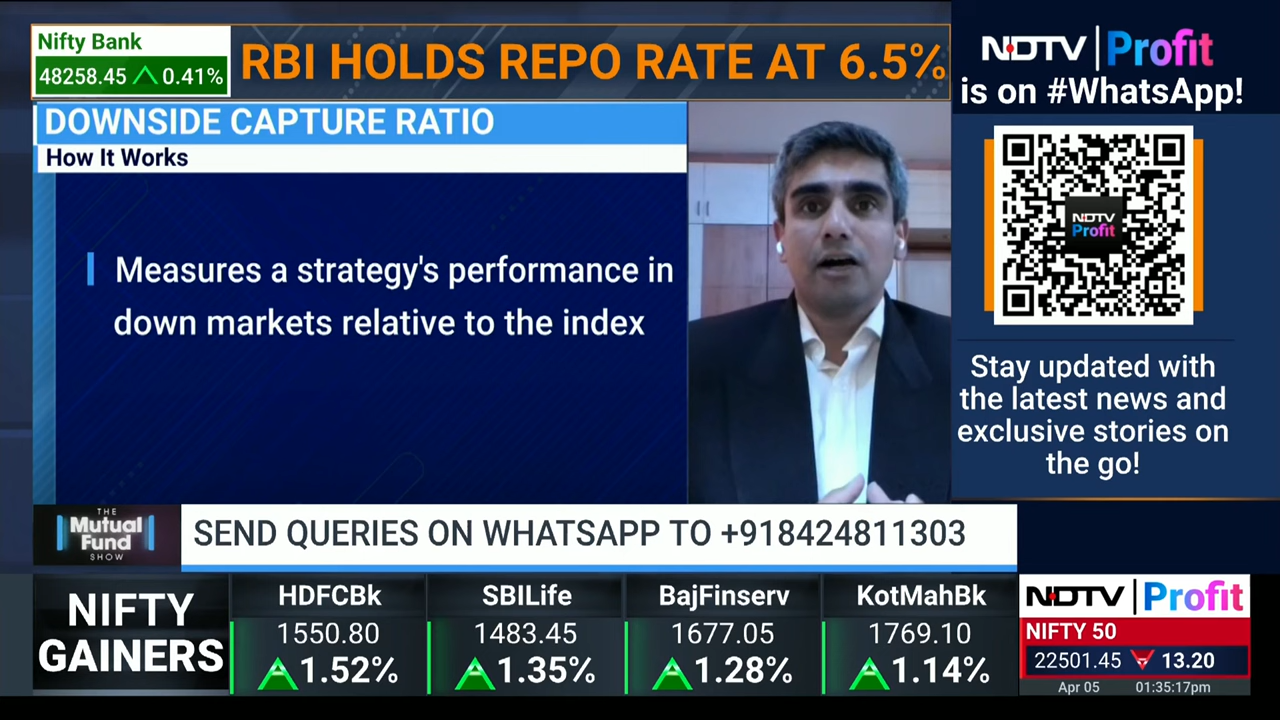 Nifty Bank
48258.45 0.41%
RBI HOLDS REPO RATE AT 6.5%
NDTV Profit
is on #WhatsApp!
DOWNSIDE CAPTURE RATIO
How It Works
Measures a strategy's performance in
down markets relative to the index
NDTV
Profit
Stay updated with
the latest news and
exclusive stories on
the go!
THE
Mutual
Fund
SHOW
SEND QUERIES ON WHATSAPP TO +918424811303
NIFTY
GAINERS
HDFCBk
1550.80
1.52%
SBILife
1483.45
1.35%
BajFinserv
1677.05
1.28%
KotMahBk
1769.10
1.14%
NDTV Profit
NIFTY 50
22501.45 13.20
Apr 05 01:35:17pm